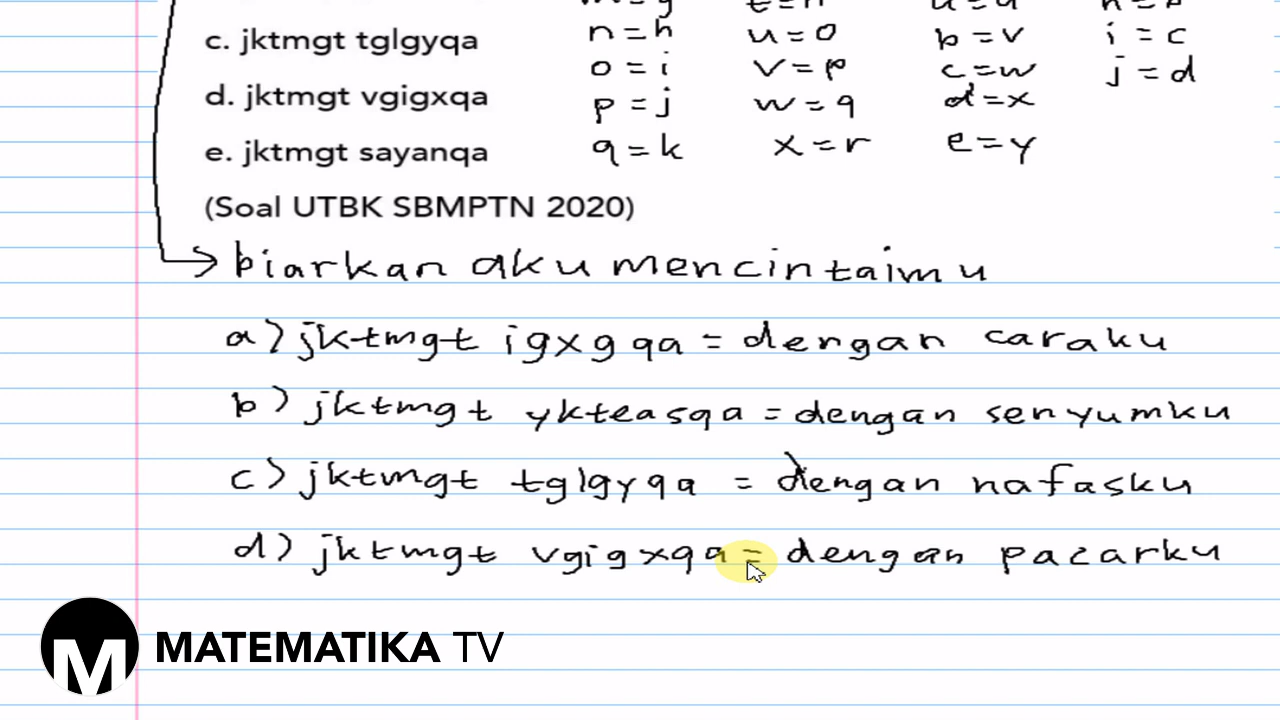 c. jktmgt tglgyqa n = h u = o b = v i = c
o = i v = p c = w j = d
d. jktmgt vgigxqa p = j w = q d = x
e. jktmgt sayanqa q = k x = r e = y
(Soal UTBK SBMPTN 2020)
biarkan aku mencintaimu
a) jktmgt igxgqa = dengan caraku
b) jktmgt ykteasqa = dengan senyumku
c) jktmgt tglgyqa = dengan nafasku
d) jktmgt vgigxqa = dengan pacarku
M MATEMATIKA TV